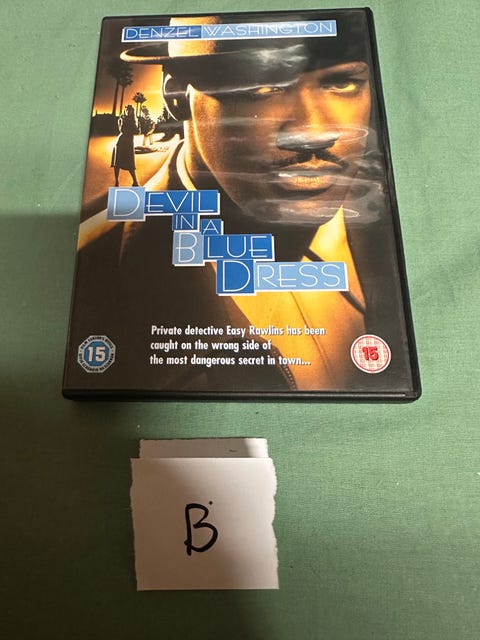 DENZEL WASHINGTON
DEVIL
IN A
BLUE
DRESS
Private detective Easy Rawlins has been
caught on the wrong side of
the most dangerous secret in town...
15
15
B